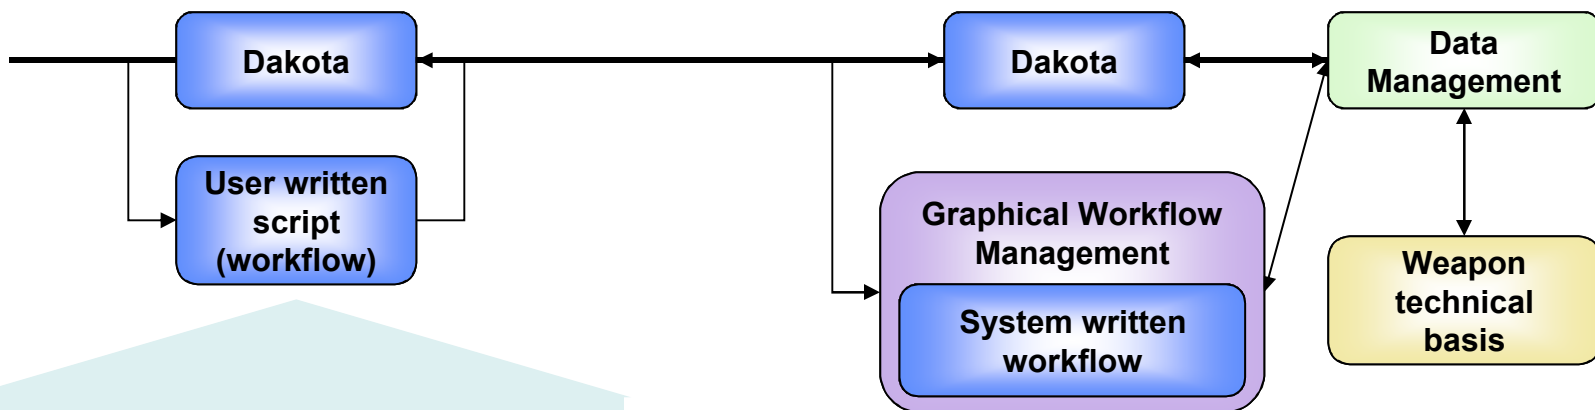 Dakota
User written
script
(workflow)
Dakota
Graphical Workflow
Management
System written
workflow
Data
Management
Weapon
technical
basis